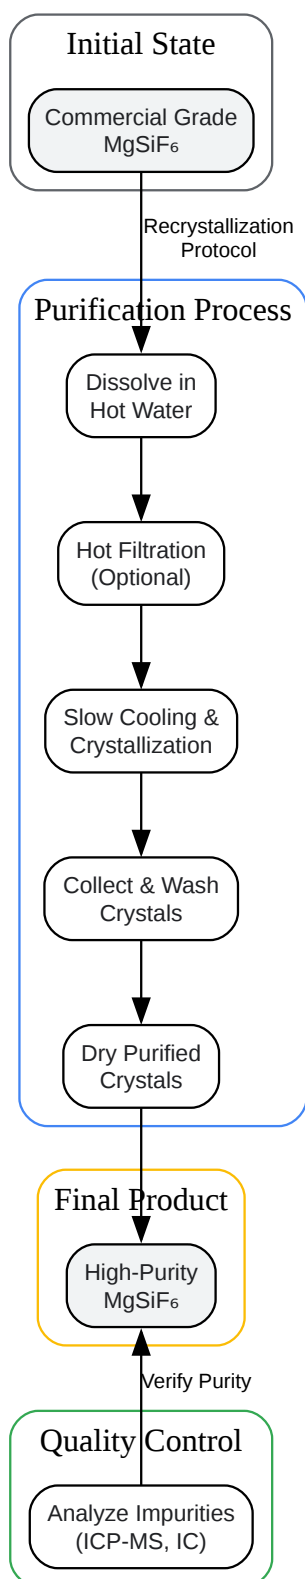 Initial State
Commercial Grade
MgSiF₆
Recrystallization
Protocol
Purification Process
Dissolve in
Hot Water
Hot Filtration
(Optional)
Slow Cooling &
Crystallization
Collect & Wash
Crystals
Dry Purified
Crystals
Final Product
High-Purity
MgSiF₆
Verify Purity
Quality Control
Analyze Impurities
(ICP-MS, IC)